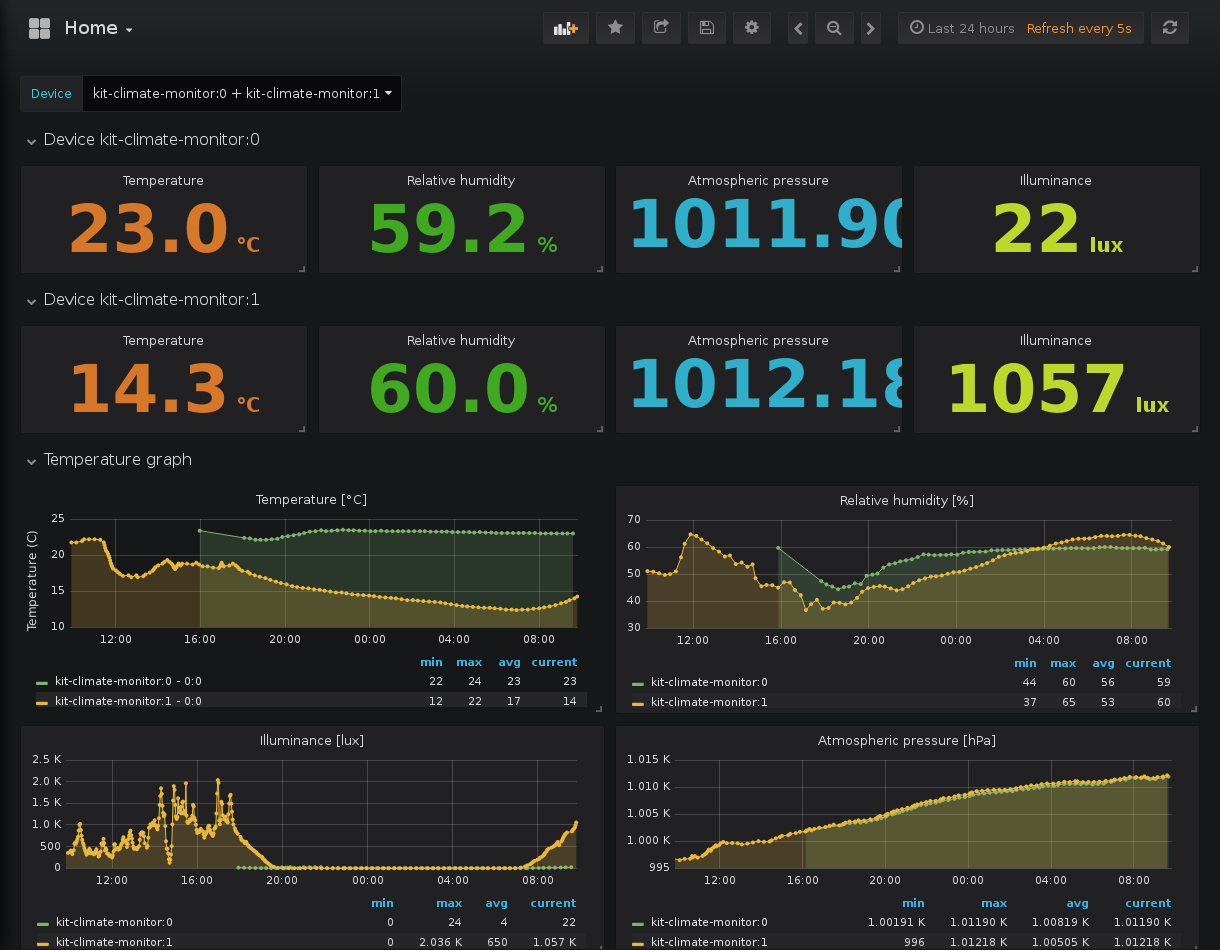 Home
Last 24 hours Refresh every 5s
Device kit-climate-monitor:0 + kit-climate-monitor:1
Device kit-climate-monitor:0
Temperature
23.0 °C
Relative humidity
59.2 %
Atmospheric pressure
1011.90
Illuminance
22 lux
Device kit-climate-monitor:1
Temperature
14.3 °C
Relative humidity
60.0 %
Atmospheric pressure
1012.18
Illuminance
1057 lux
Temperature graph
Temperature [°C]
Temperature (C)
25
20
15
10
12:00 16:00 20:00 00:00 04:00 08:00
min max avg current
kit-climate-monitor:0 - 0:0 22 24 23 23
kit-climate-monitor:1 - 0:0 12 22 17 14
Relative humidity [%]
70
60
50
40
30
12:00 16:00 20:00 00:00 04:00 08:00
min max avg current
kit-climate-monitor:0 44 60 56 59
kit-climate-monitor:1 37 65 53 60
Illuminance [lux]
2.5 K
2.0 K
1.5 K
1.0 K
500
0
12:00 16:00 20:00 00:00 04:00 08:00
min max avg current
kit-climate-monitor:0 0 24 4 22
kit-climate-monitor:1 0 2.036 K 650 1.057 K
Atmospheric pressure [hPa]
1.015 K
1.010 K
1.005 K
1.000 K
995
12:00 16:00 20:00 00:00 04:00 08:00
min max avg current
kit-climate-monitor:0 1.00191 K 1.01190 K 1.00819 K 1.01190 K
kit-climate-monitor:1 996 1.01218 K 1.00505 K 1.01218 K